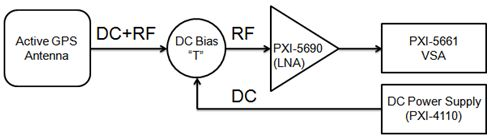 Active GPS
Antenna
DC+RF
DC Bias
“T”
RF
PXI-5690
(LNA)
PXI-5661
VSA
DC
DC Power Supply
(PXI-4110)